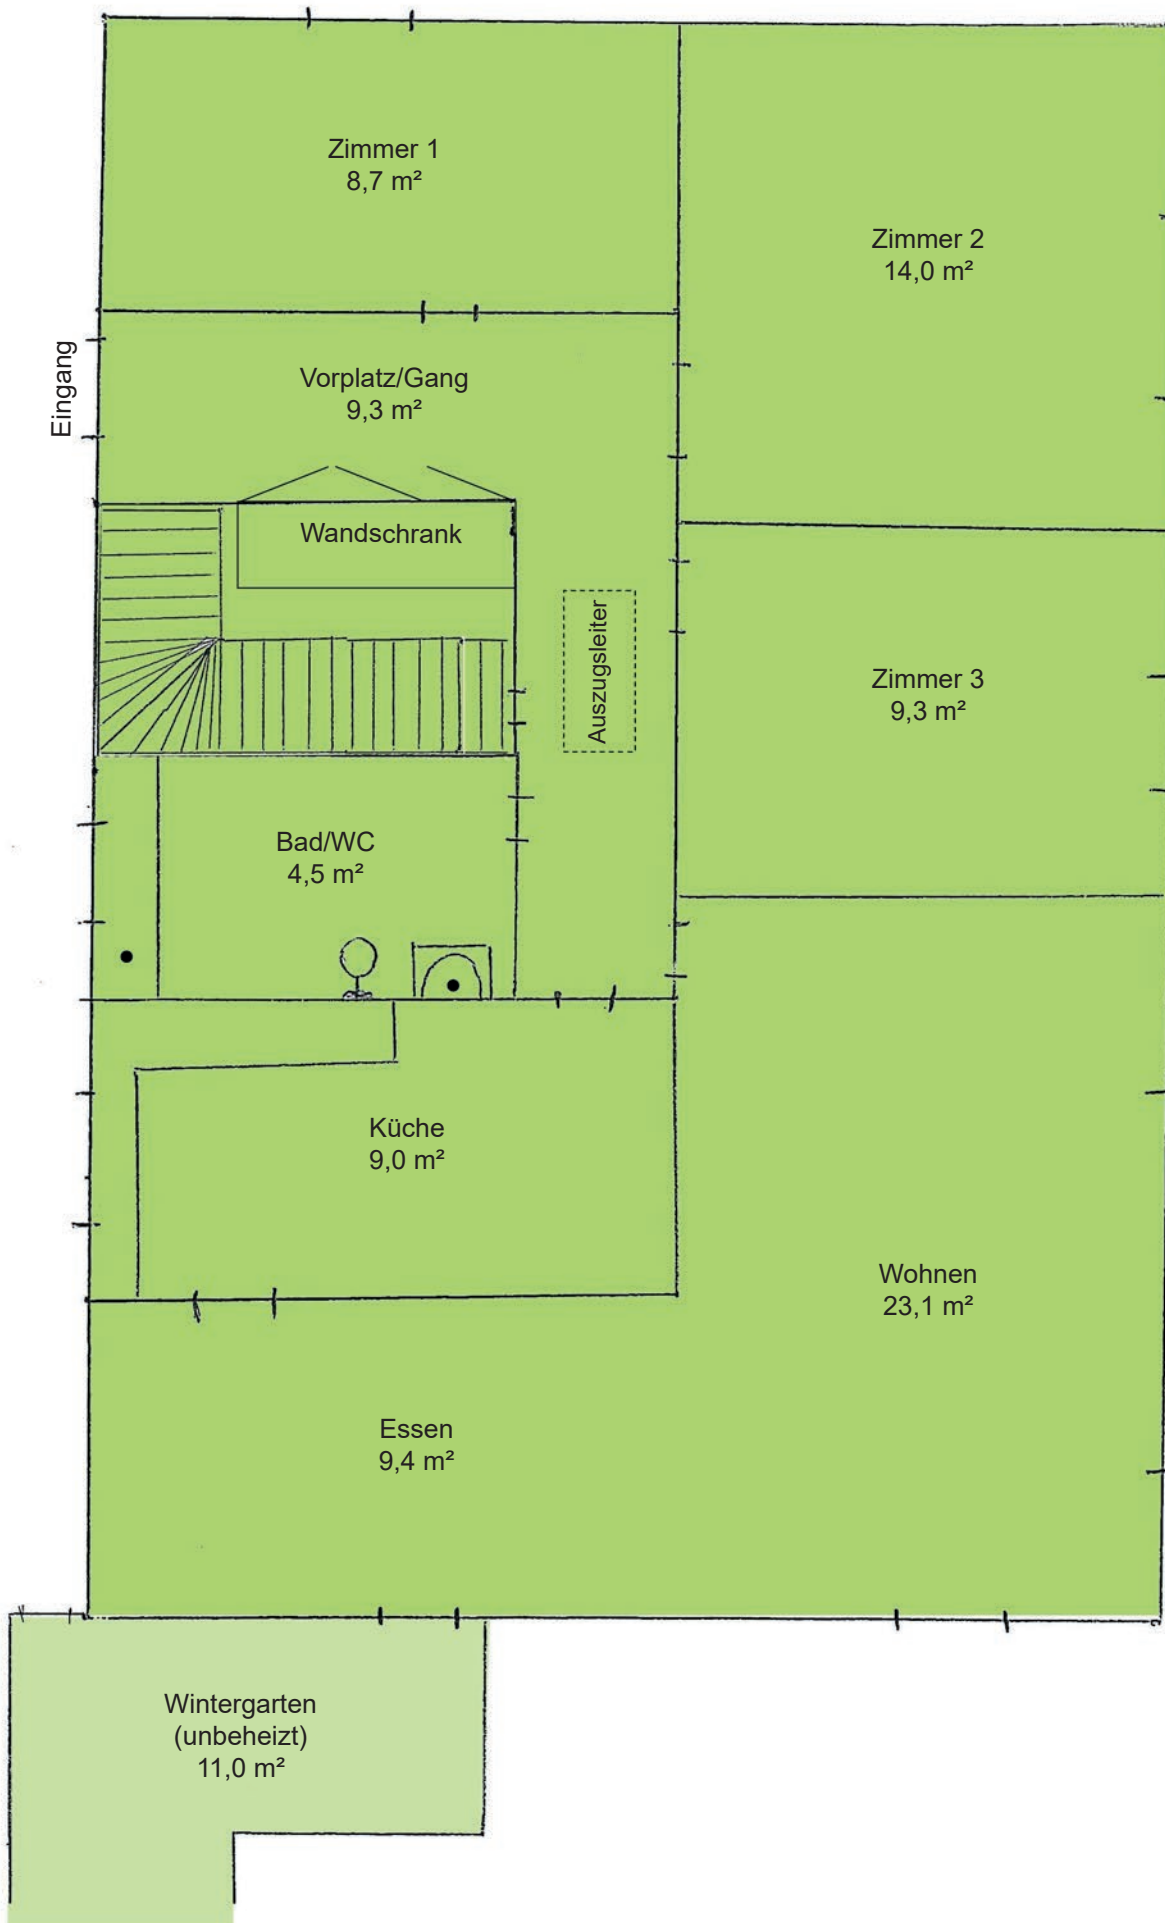 Zimmer 1
8,7 m²
Zimmer 2
14,0 m²
Eingang
Vorplatz/Gang
9,3 m²
Wandschrank
Auszugsleiter
Zimmer 3
9,3 m²
Bad/WC
4,5 m²
Küche
9,0 m²
Wohnen
23,1 m²
Essen
9,4 m²
Wintergarten
(unbeheizt)
11,0 m²